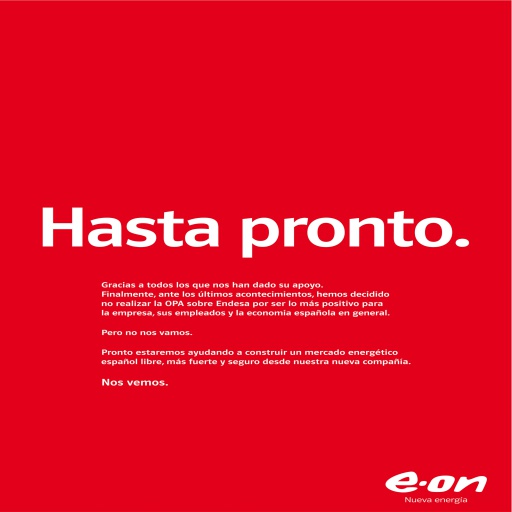 Hasta pronto.
Gracias a todos los que nos han dado su apoyo.
Finalmente, ante los últimos acontecimientos, hemos decidido
no realizar la OPA sobre Endesa por ser lo más positivo para
la empresa, sus empleados y la economía española en general.
Pero no nos vamos.
Pronto estaremos ayudando a construir un mercado energético
español libre, más fuerte y seguro desde nuestra nueva compañia.
Nos vemos.
e·on
Nueva energía